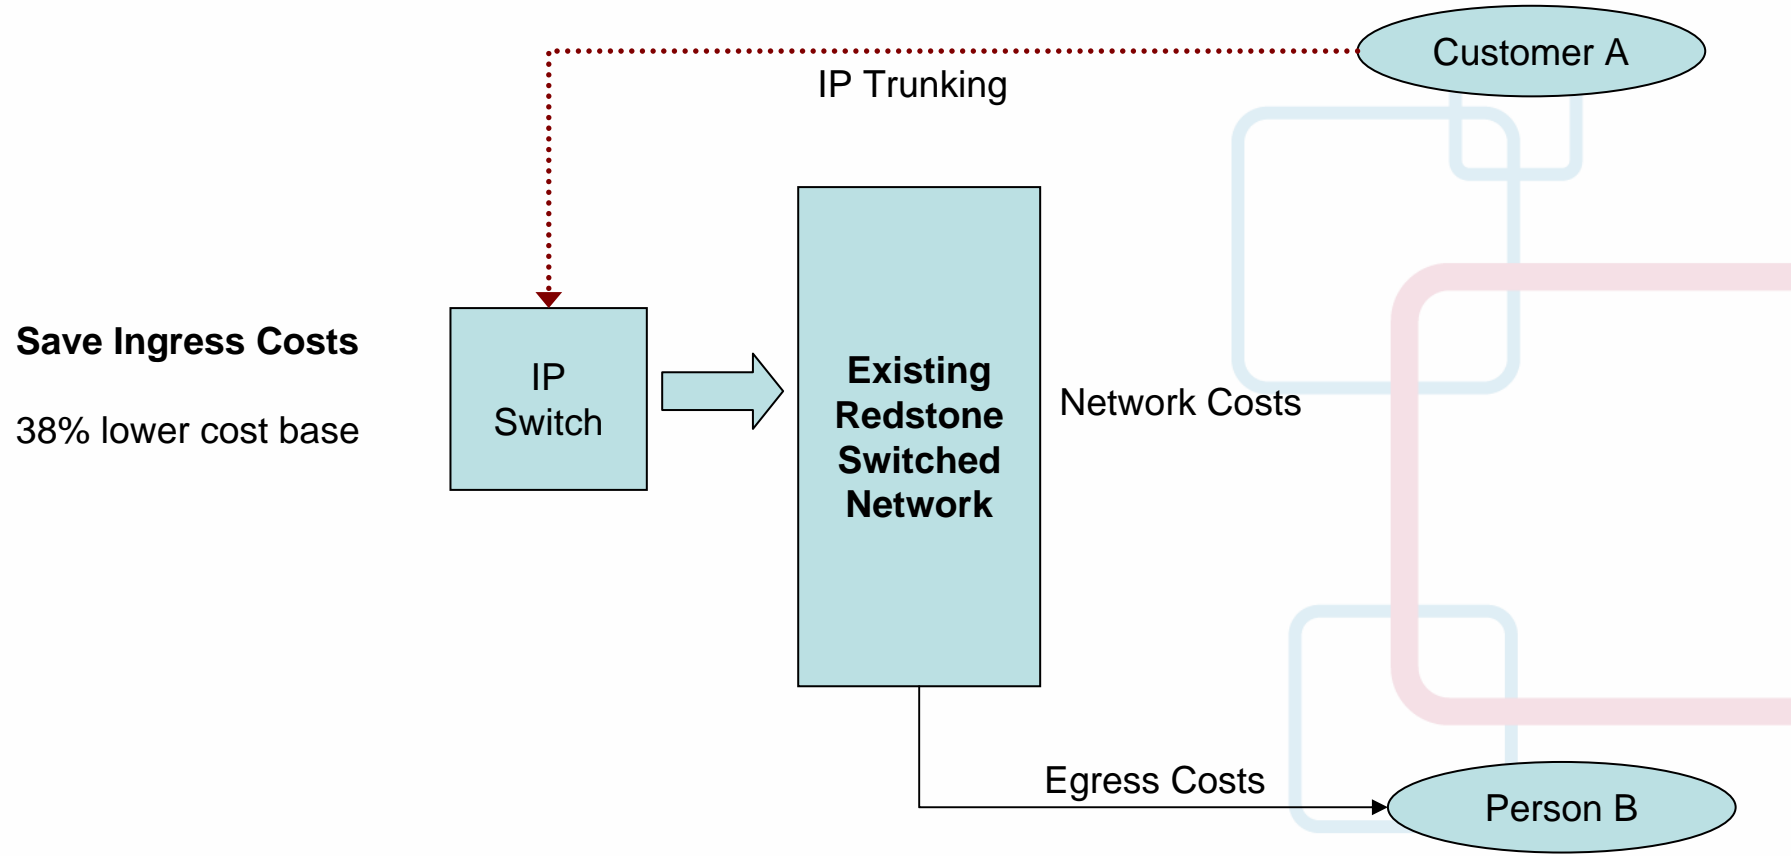 Customer A
IP Trunking
Save Ingress Costs
38% lower cost base
IP
Switch
Existing
Redstone
Switched
Network
Network Costs
Egress Costs
Person B